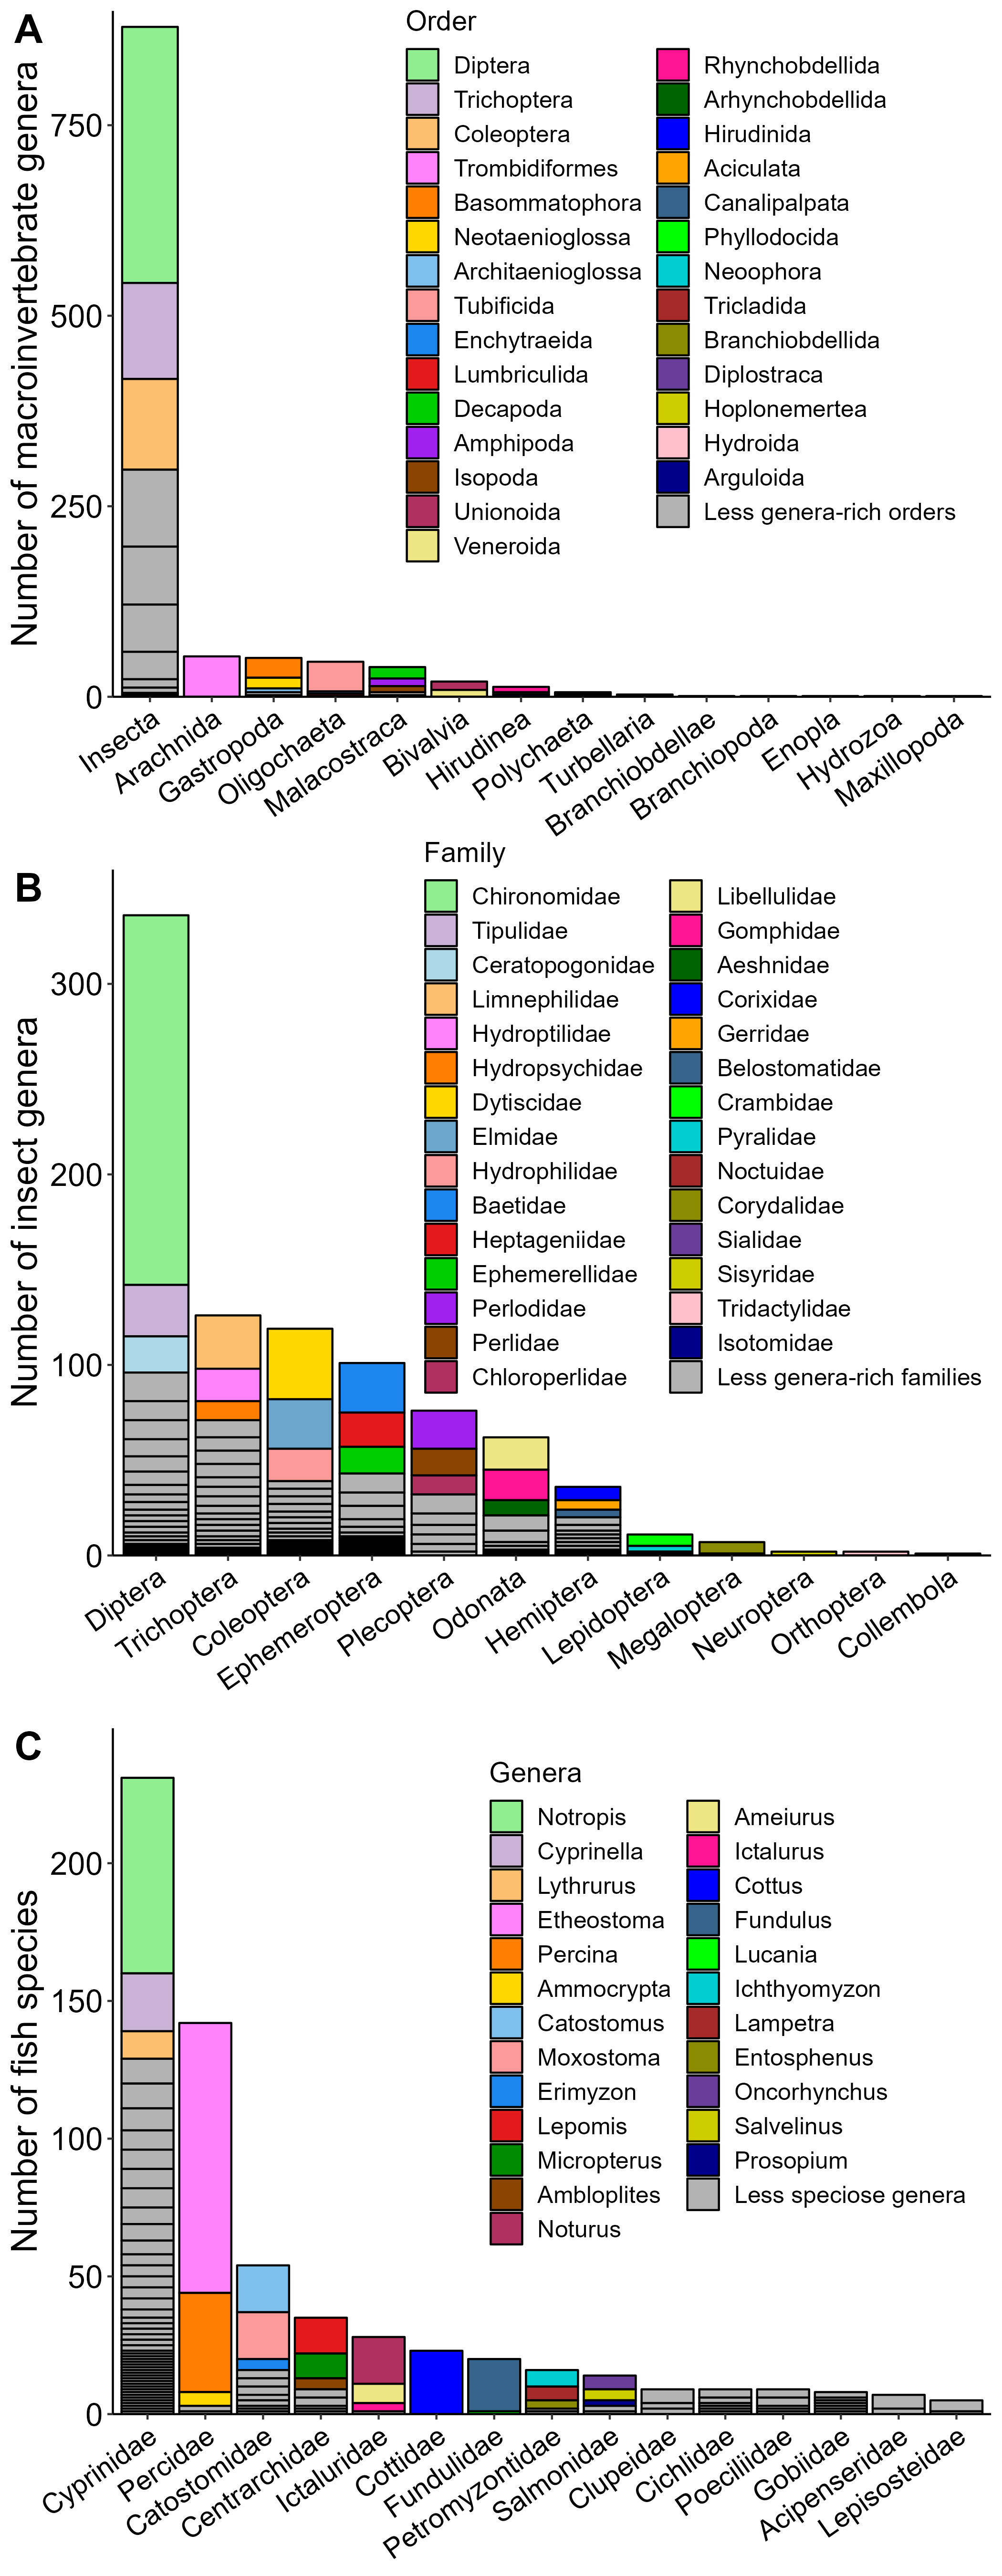 A
Order
Number of macroinvertebrate genera
750
500
250
0
Diptera
Trichoptera
Coleoptera
Trombidiformes
Basommatophora
Neotaenioglossa
Architaenioglossa
Tubificida
Enchytraeida
Lumbriculida
Decapoda
Amphipoda
Isopoda
Unionoida
Veneroida
Rhynchobdellida
Arhynchobdellida
Hirudinida
Aciculata
Canalipalpata
Phyllodocida
Neoophora
Tricladida
Branchiobdellida
Diplostraca
Hoplonemertea
Hydroida
Arguloida
Less genera-rich orders
Insecta
Arachnida
Gastropoda
Oligochaeta
Malacostraca
Bivalvia
Hirudinea
Polychaeta
Turbellaria
Branchiobdellae
Branchiopoda
Enopla
Hydrozoa
Maxillopoda
B
Family
Number of insect genera
300
200
100
0
Chironomidae
Tipulidae
Ceratopogonidae
Limnephilidae
Hydroptilidae
Hydropsychidae
Dytiscidae
Elmidae
Hydrophilidae
Baetidae
Heptageniidae
Ephemerellidae
Perlodidae
Perlidae
Chloroperlidae
Libellulidae
Gomphidae
Aeshnidae
Corixidae
Gerridae
Belostomatidae
Crambidae
Pyralidae
Noctuidae
Corydalidae
Sialidae
Sisyridae
Tridactylidae
Isotomidae
Less genera-rich families
Diptera
Trichoptera
Coleoptera
Ephemeroptera
Plecoptera
Odonata
Hemiptera
Lepidoptera
Megaloptera
Neuroptera
Orthoptera
Collembola
C
Genera
Number of fish species
200
150
100
50
0
Notropis
Cyprinella
Lythrurus
Etheostoma
Percina
Ammocrypta
Catostomus
Moxostoma
Erimyzon
Lepomis
Micropterus
Ambloplites
Noturus
Ameiurus
Ictalurus
Cottus
Fundulus
Lucania
Ichthyomyzon
Lampetra
Entosphenus
Oncorhynchus
Salvelinus
Prosopium
Less speciose genera
Cyprinidae
Percidae
Catostomidae
Centrarchidae
Ictaluridae
Cottidae
Fundulidae
Petromyzontidae
Salmonidae
Clupeidae
Cichlidae
Poeciliidae
Gobiidae
Acipenseridae
Lepisosteidae